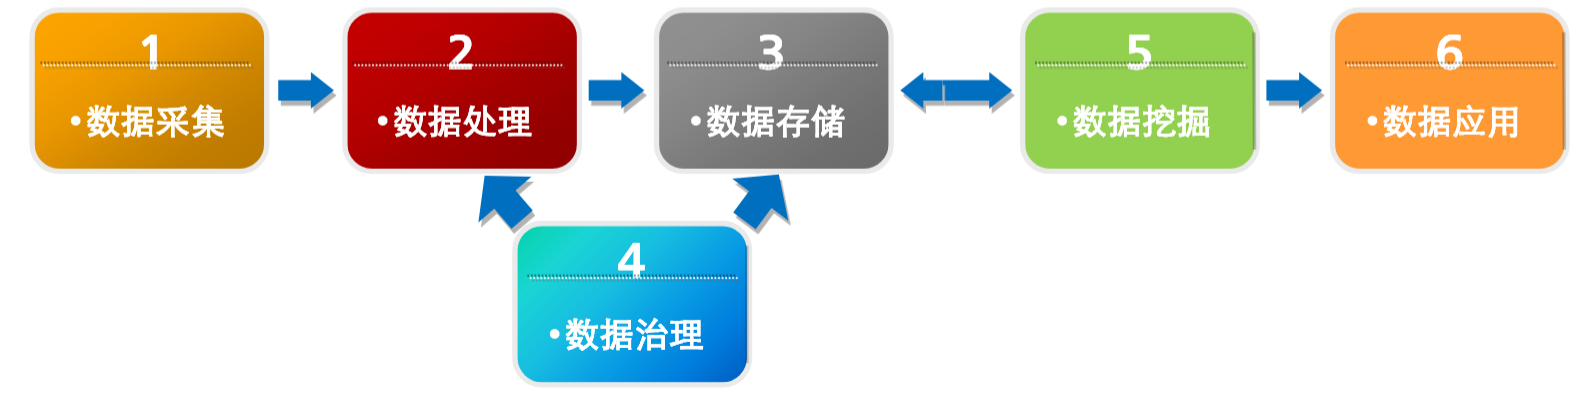 1
• 数据采集
2
• 数据处理
3
• 数据存储
5
• 数据挖掘
6
• 数据应用
4
• 数据治理